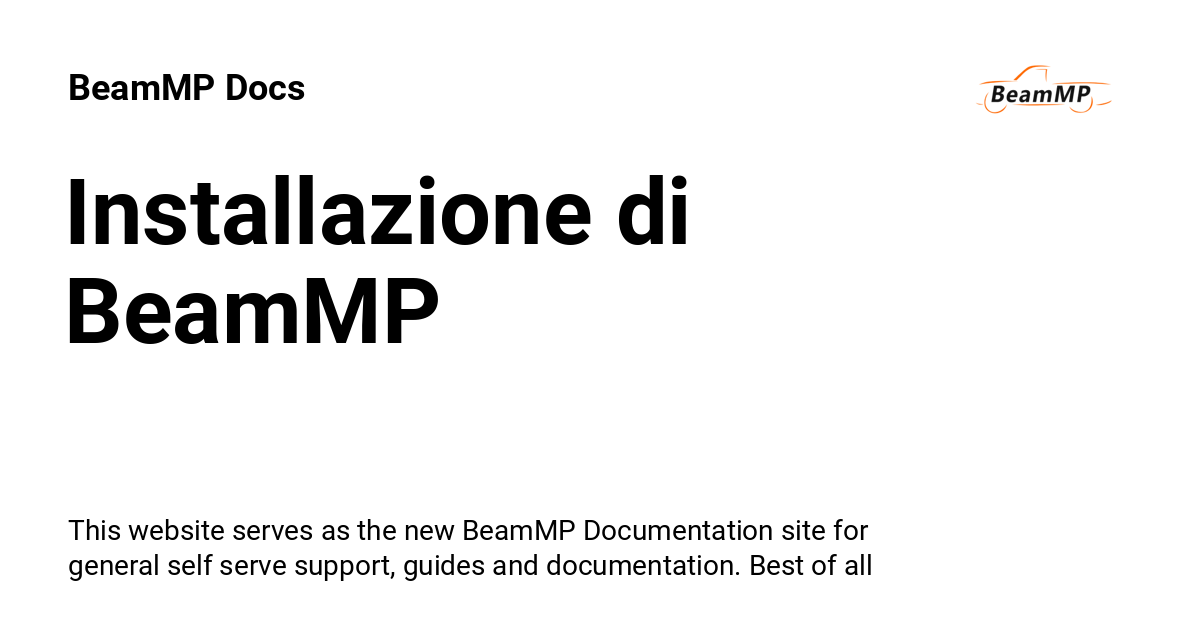 BeamMP Docs
BeamMP
Installazione di
BeamMP
This website serves as the new BeamMP Documentation site for
general self serve support, guides and documentation. Best of all